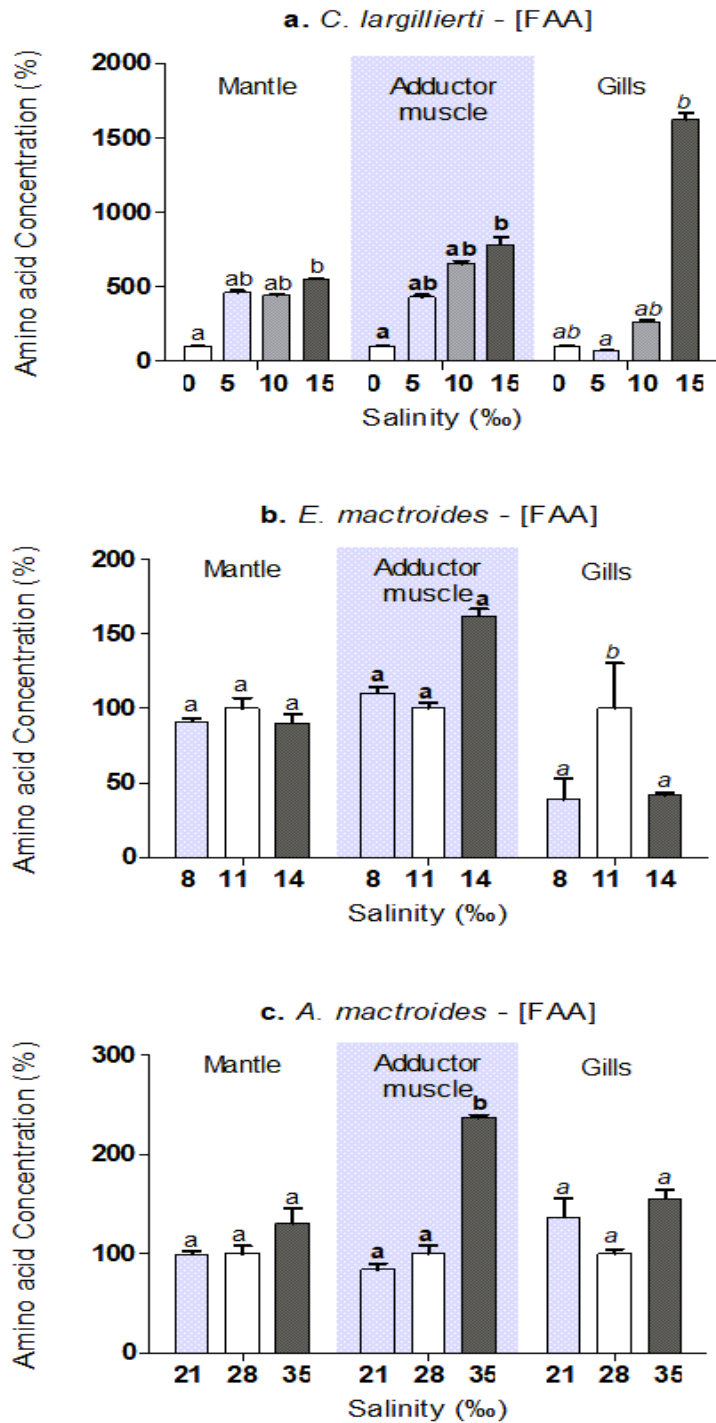 a. C. largillierti - [FAA]
Amino acid Concentration (%)
2000
1500
1000
500
0
Mantle
Adductor
muscle
Gills
a
ab
ab
b
a
ab
ab
b
ab
a
ab
b
0 5 10 15 0 5 10 15 0 5 10 15
Salinity (‰)
b. E. mactroides - [FAA]
Amino acid Concentration (%)
200
150
100
50
0
Mantle
Adductor
muscle
Gills
a
a
a
a
a
a
a
b
a
8 11 14 8 11 14 8 11 14
Salinity (‰)
c. A. mactroides - [FAA]
Amino acid Concentration (%)
300
200
100
0
Mantle
Adductor
muscle
Gills
a
a
a
a
a
b
a
a
a
21 28 35 21 28 35 21 28 35
Salinity (‰)